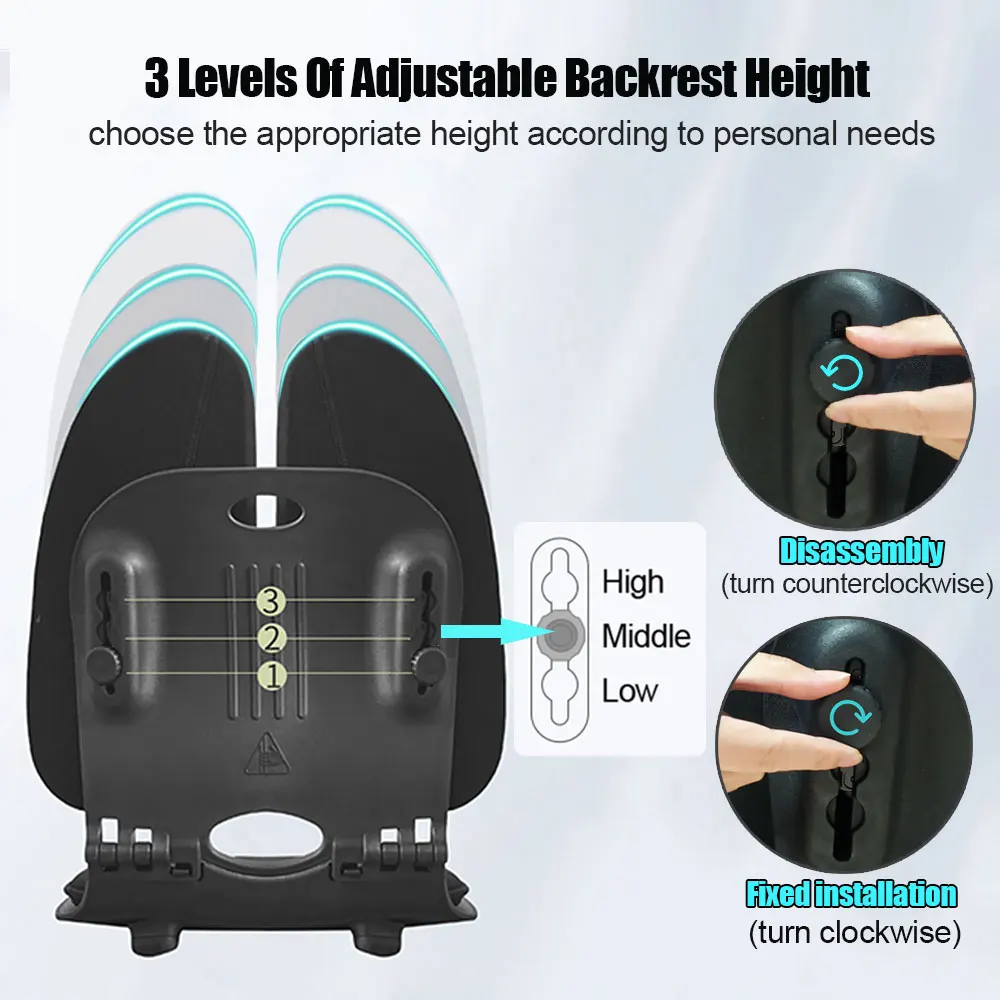 3 Levels Of Adjustable Backrest Height
choose the appropriate height according to personal needs
3
2
1
High
Middle
Low
Disassembly
(turn counterclockwise)
Fixed installation
(turn clockwise)